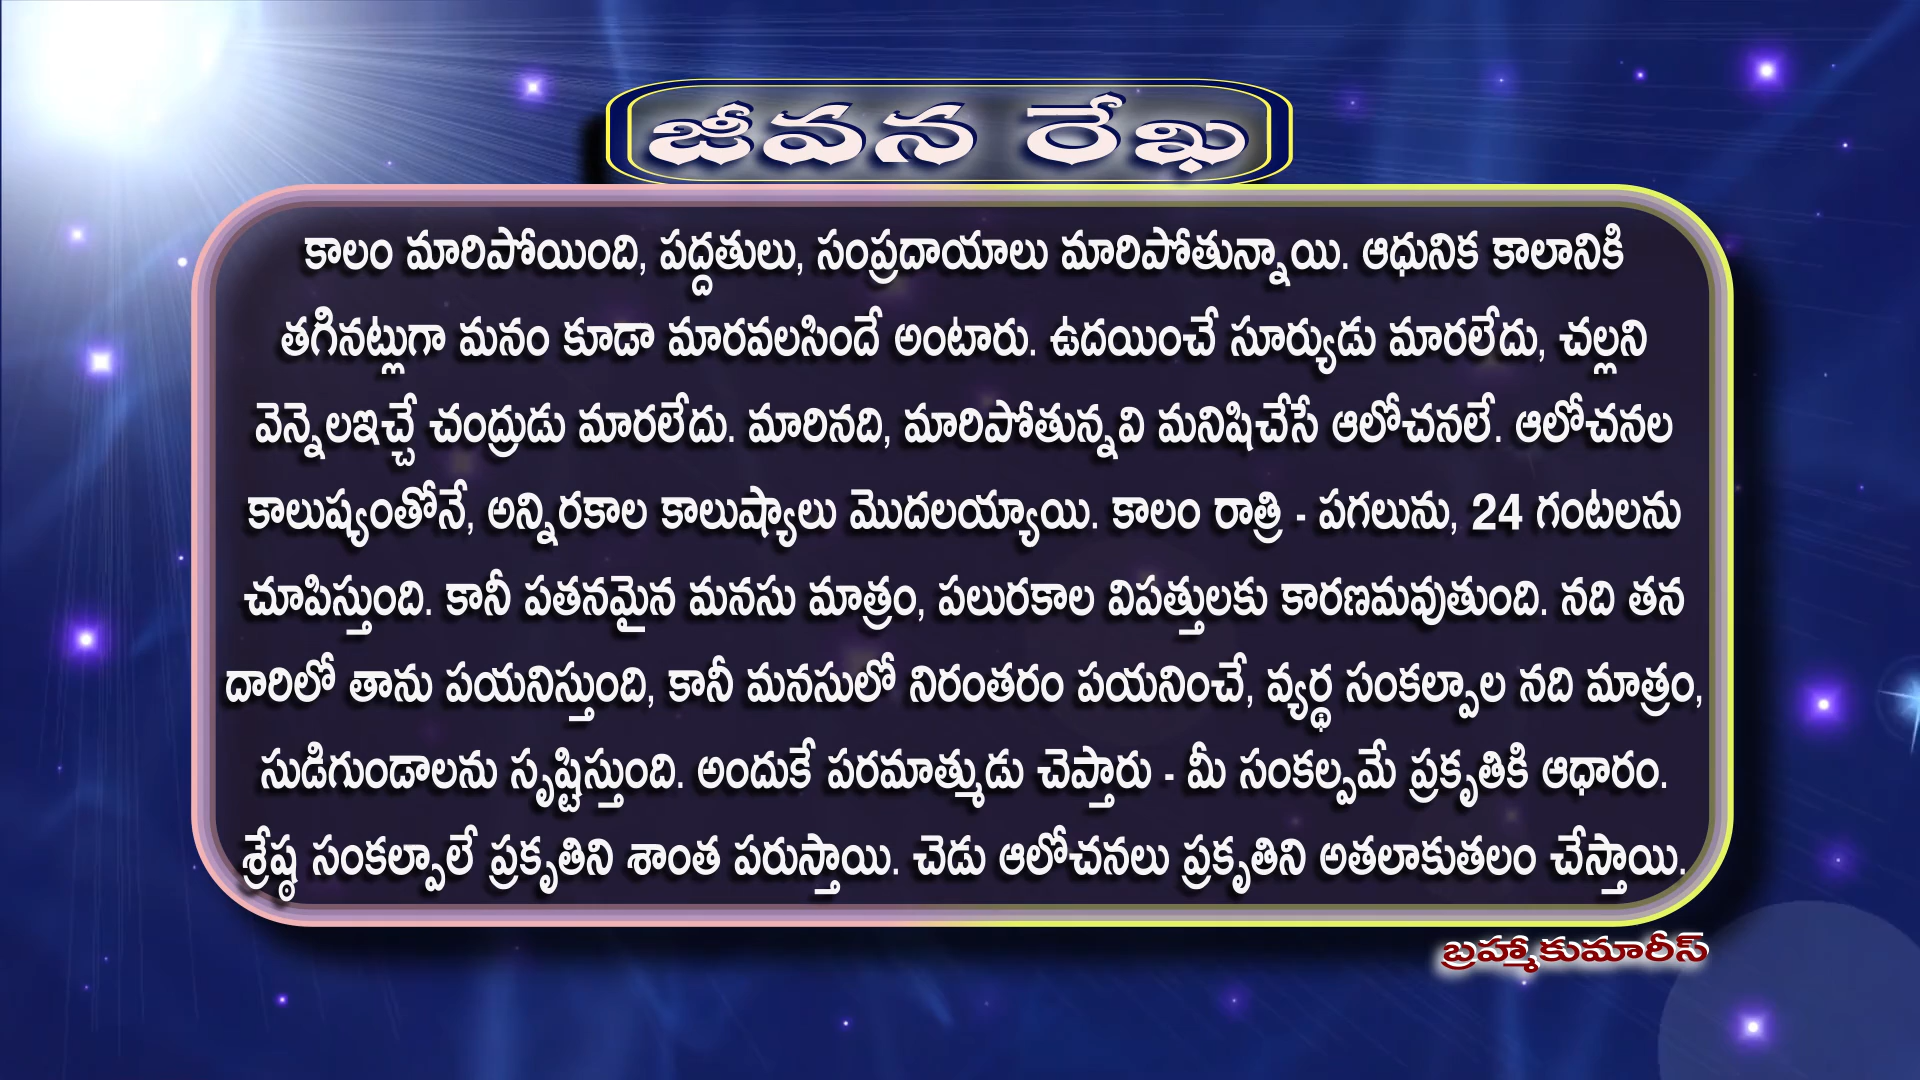 జీవన రేఖ
కాలం మారిపోయింది, పద్దతులు, సంప్రదాయాలు మారిపోతున్నాయి. ఆధునిక కాలానికి
తగినట్లుగా మనం కూడా మారవలసిందే అంటారు. ఉదయించే సూర్యుడు మారలేదు, చల్లని
వెన్నెలఇచ్చే చంద్రుడు మారలేదు. మారినది, మారిపోతున్నవి మనిషిచేసే ఆలోచనలే. ఆలోచనల
కాలుష్యంతోనే, అన్నిరకాల కాలుష్యాలు మొదలయ్యాయి. కాలం రాత్రి - పగలును, 24 గంటలను
చూపిస్తుంది. కానీ పతనమైన మనసు మాత్రం, పలురకాల విపత్తులకు కారణమవుతుంది. నది తన
దారిలో తాను పయనిస్తుంది, కానీ మనసులో నిరంతరం పయనించే, వ్యర్థ సంకల్పాల నది మాత్రం,
సుడిగుండాలను సృష్టిస్తుంది. అందుకే పరమాత్ముడు చెప్తారు - మీ సంకల్పమే ప్రకృతికి ఆధారం.
శ్రేష్ఠ సంకల్పాలే ప్రకృతిని శాంత పరుస్తాయి. చెడు ఆలోచనలు ప్రకృతిని అతలాకుతలం చేస్తాయి.
బ్రహ్మాకుమారీస్